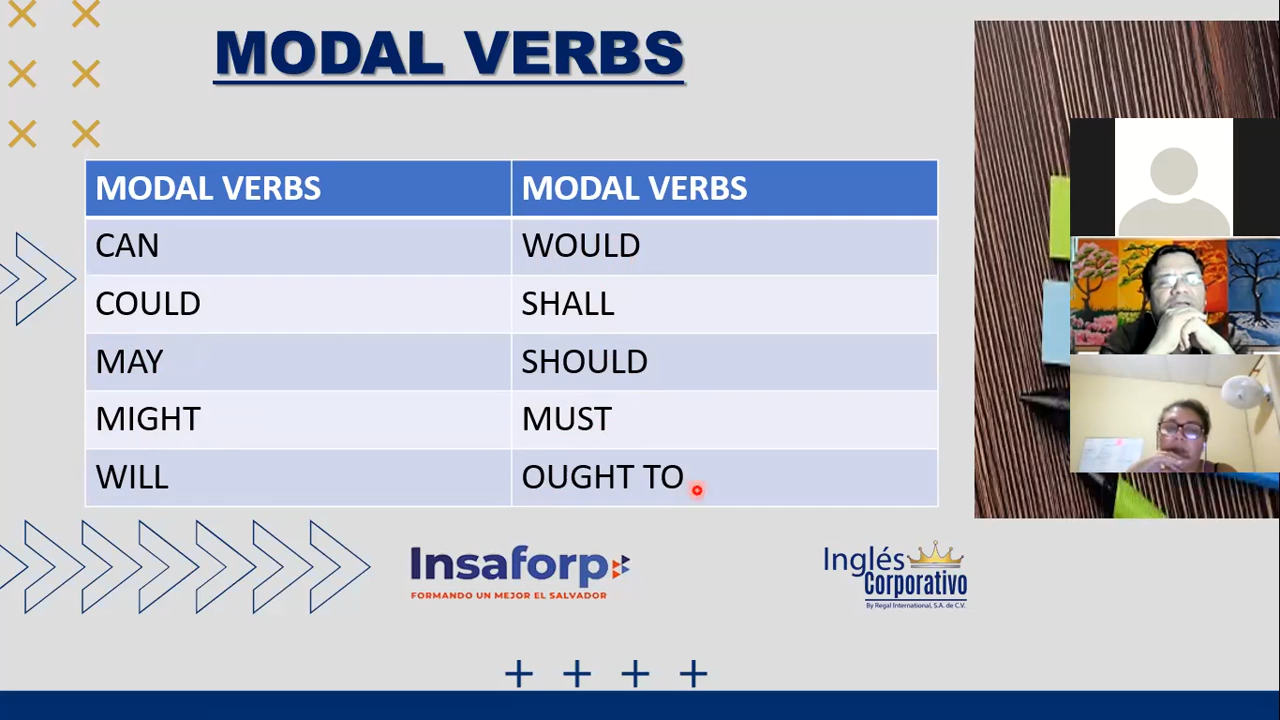 MODAL VERBS
MODAL VERBS MODAL VERBS
CAN WOULD
COULD SHALL
MAY SHOULD
MIGHT MUST
WILL OUGHT TO
Insaforp
FORMANDO UN MEJOR EL SALVADOR
Inglés
Corporativo
By Regal International, S.A. de C.V.